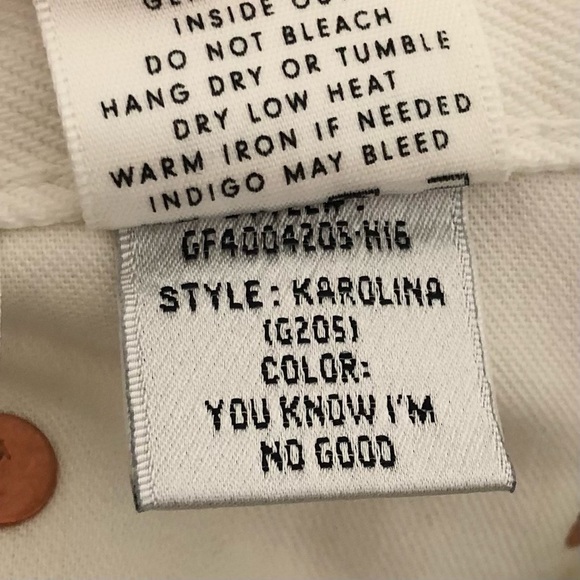 INSIDE
DO NOT BLEACH
HANG DRY OR TUMBLE
DRY LOW HEAT
WARM IRON IF NEEDED
INDIGO MAY BLEED
GF4004205-H16
STYLE: KAROLINA
(G205)
COLOR:
YOU KNOW I'M
NO GOOD